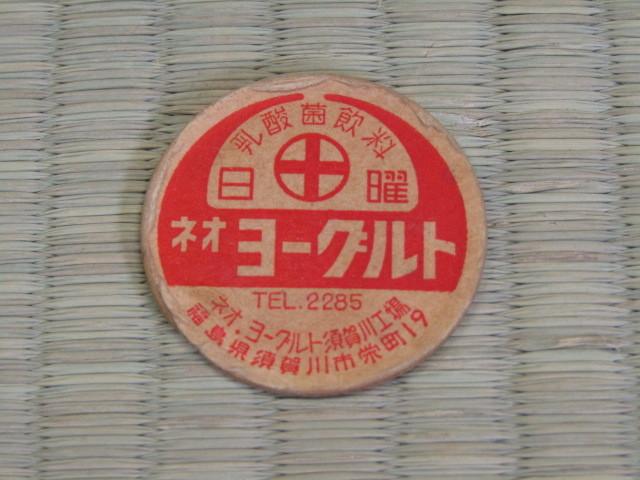 乳酸菌飲料
日 曜
ネオ ヨーグルト
TEL.2285
ネオ・ヨーグルト須賀川工場
福島県須賀川市栄町19